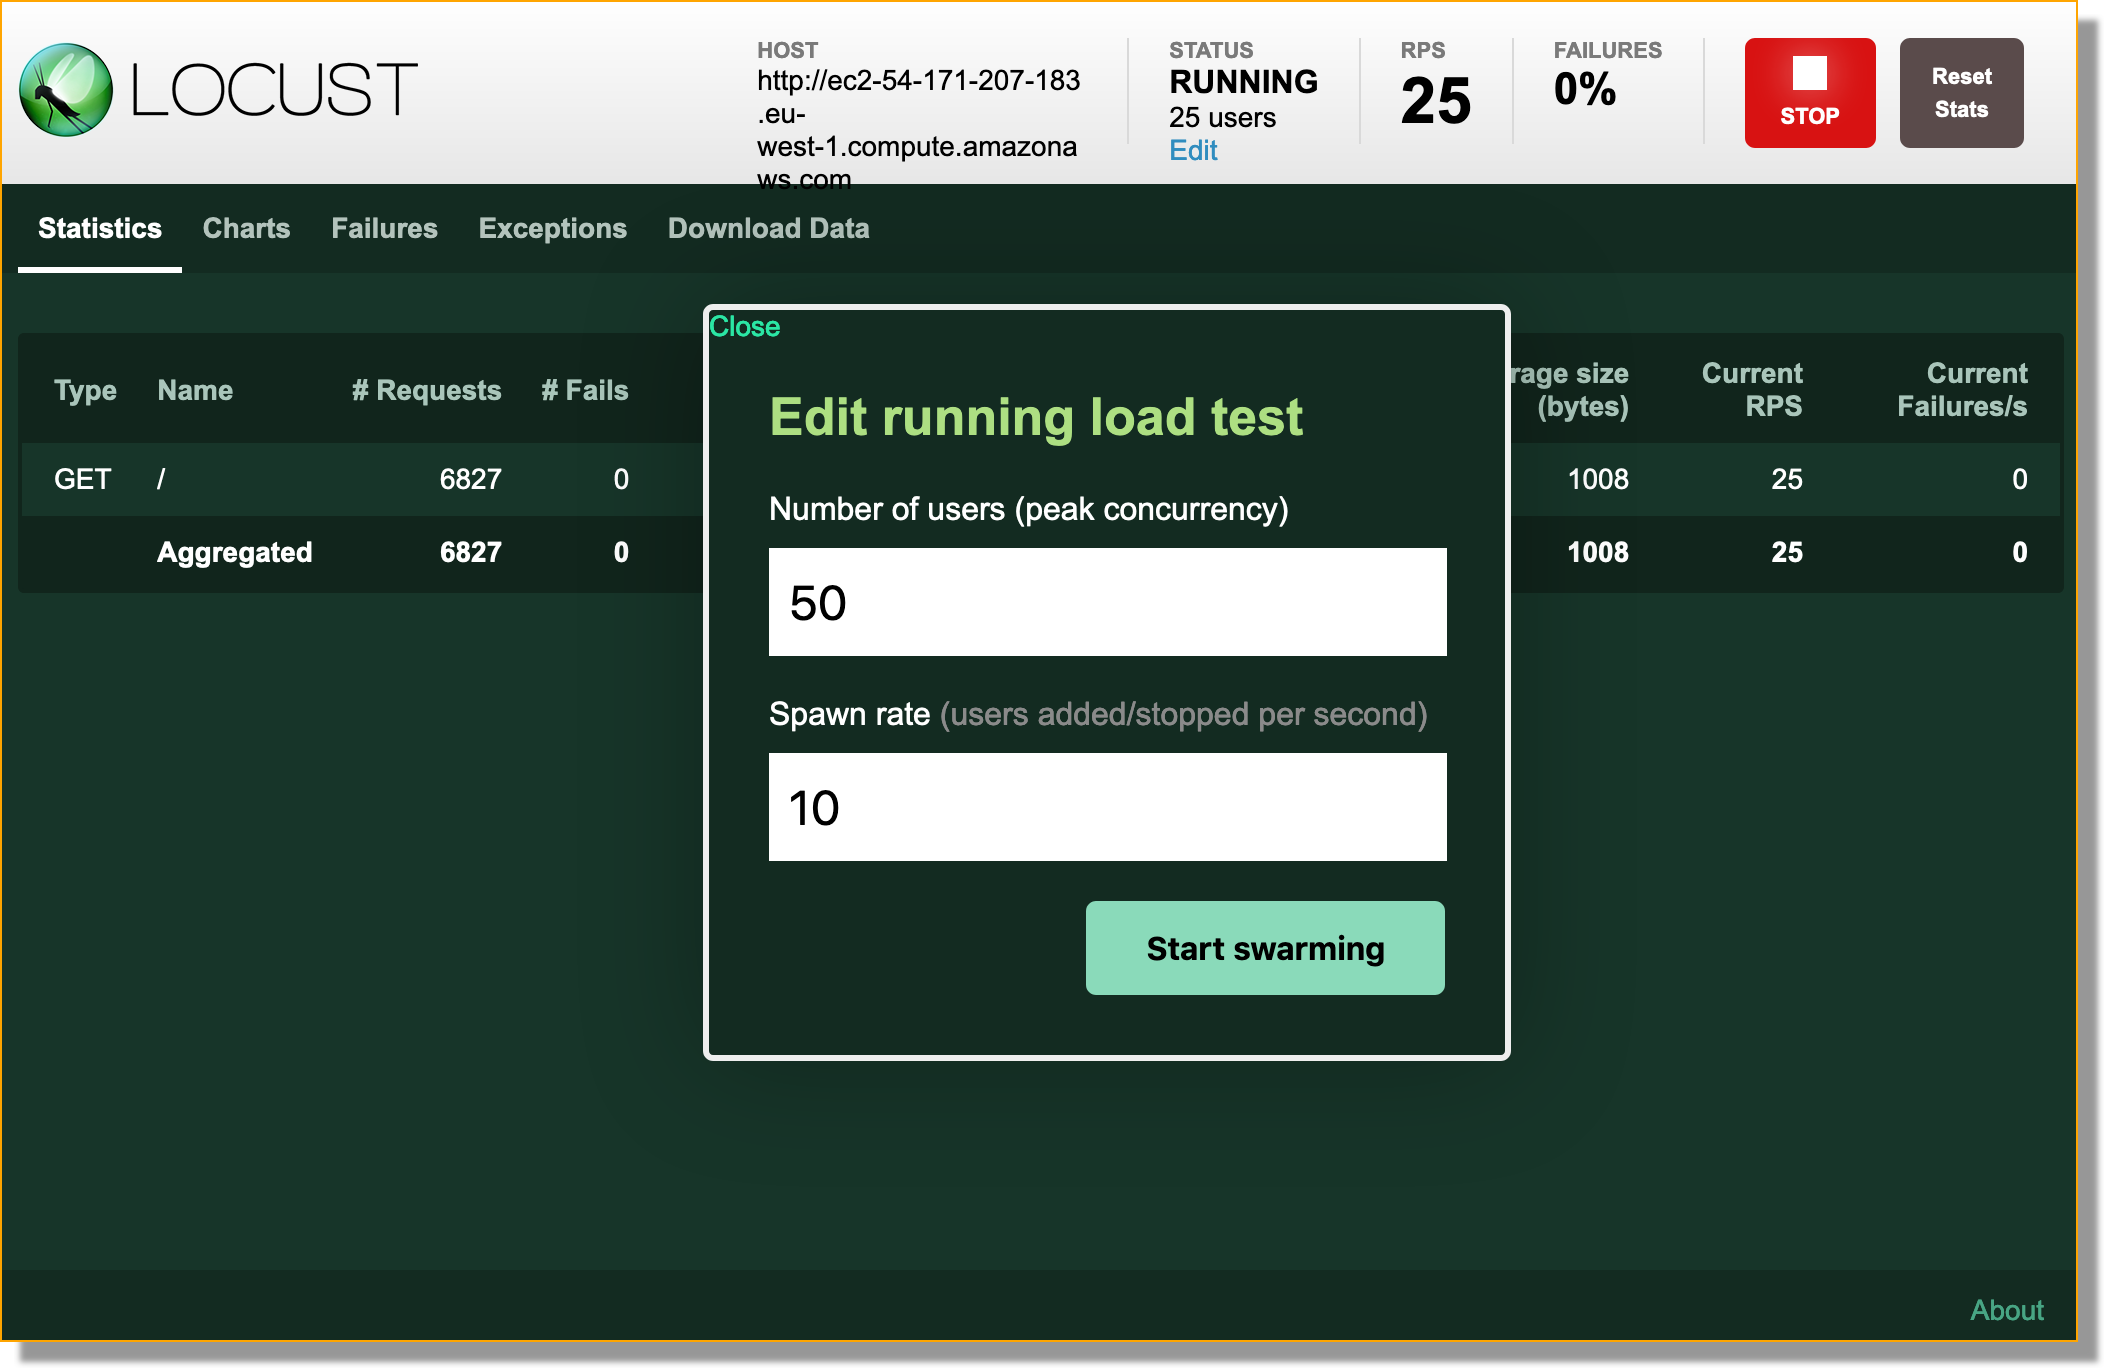 LOCUST
HOST
http://ec2-54-171-207-183
.eu-
west-1.compute.amazona
ws.com
STATUS
RUNNING
25 users
Edit
RPS
25
FAILURES
0%
STOP
Reset
Stats
Statistics Charts Failures Exceptions Download Data
Close
Edit running load test
Number of users (peak concurrency)
50
Spawn rate (users added/stopped per second)
10
Start swarming
Type Name # Requests # Fails rage size (bytes) Current RPS Current Failures/s
GET / 6827 0 1008 25 0
Aggregated 6827 0 1008 25 0
About